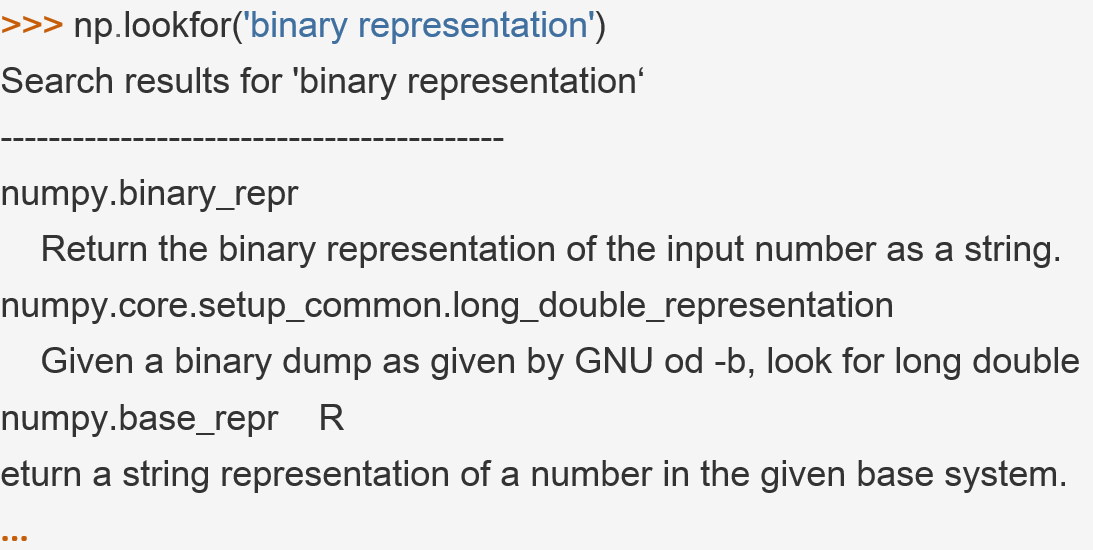 >>> np.lookfor('binary representation')
Search results for 'binary representation‘
------------------------------------------
numpy.binary_repr
    Return the binary representation of the input number as a string.
numpy.core.setup_common.long_double_representation
    Given a binary dump as given by GNU od -b, look for long double
numpy.base_repr    R
eturn a string representation of a number in the given base system.
...